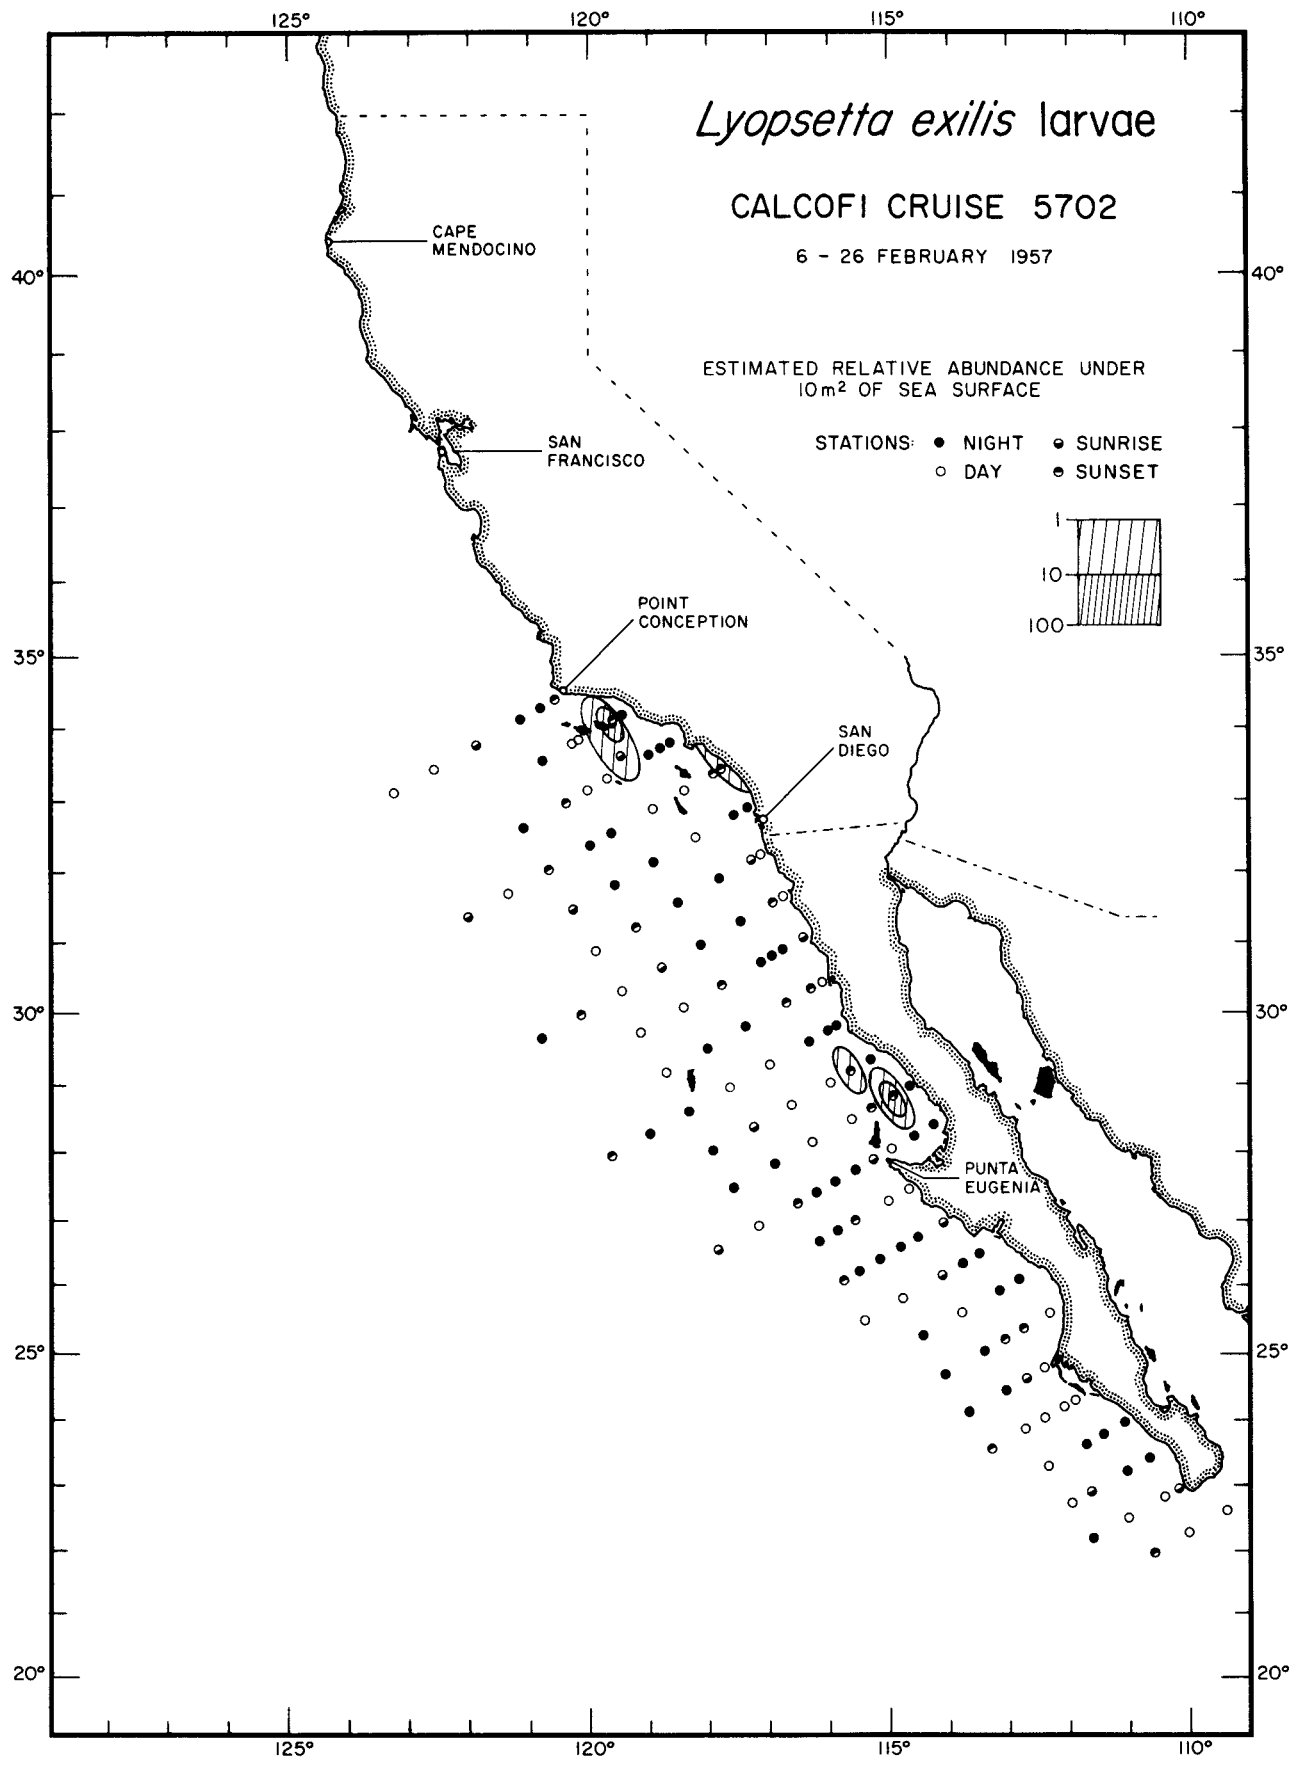 125° 120° 115° 110°
Lyopsetta exilis larvae
CALCOFI CRUISE 5702
6 - 26 FEBRUARY 1957
CAPE
MENDOCINO
40° 40°
ESTIMATED RELATIVE ABUNDANCE UNDER
10m² OF SEA SURFACE
STATIONS: ● NIGHT SUNRISE
○ DAY SUNSET
SAN
FRANCISCO
1
10
100
POINT
CONCEPTION
35° 35°
SAN
DIEGO
30° 30°
PUNTA
EUGENIA
25° 25°
20° 20°
125° 120° 115° 110°